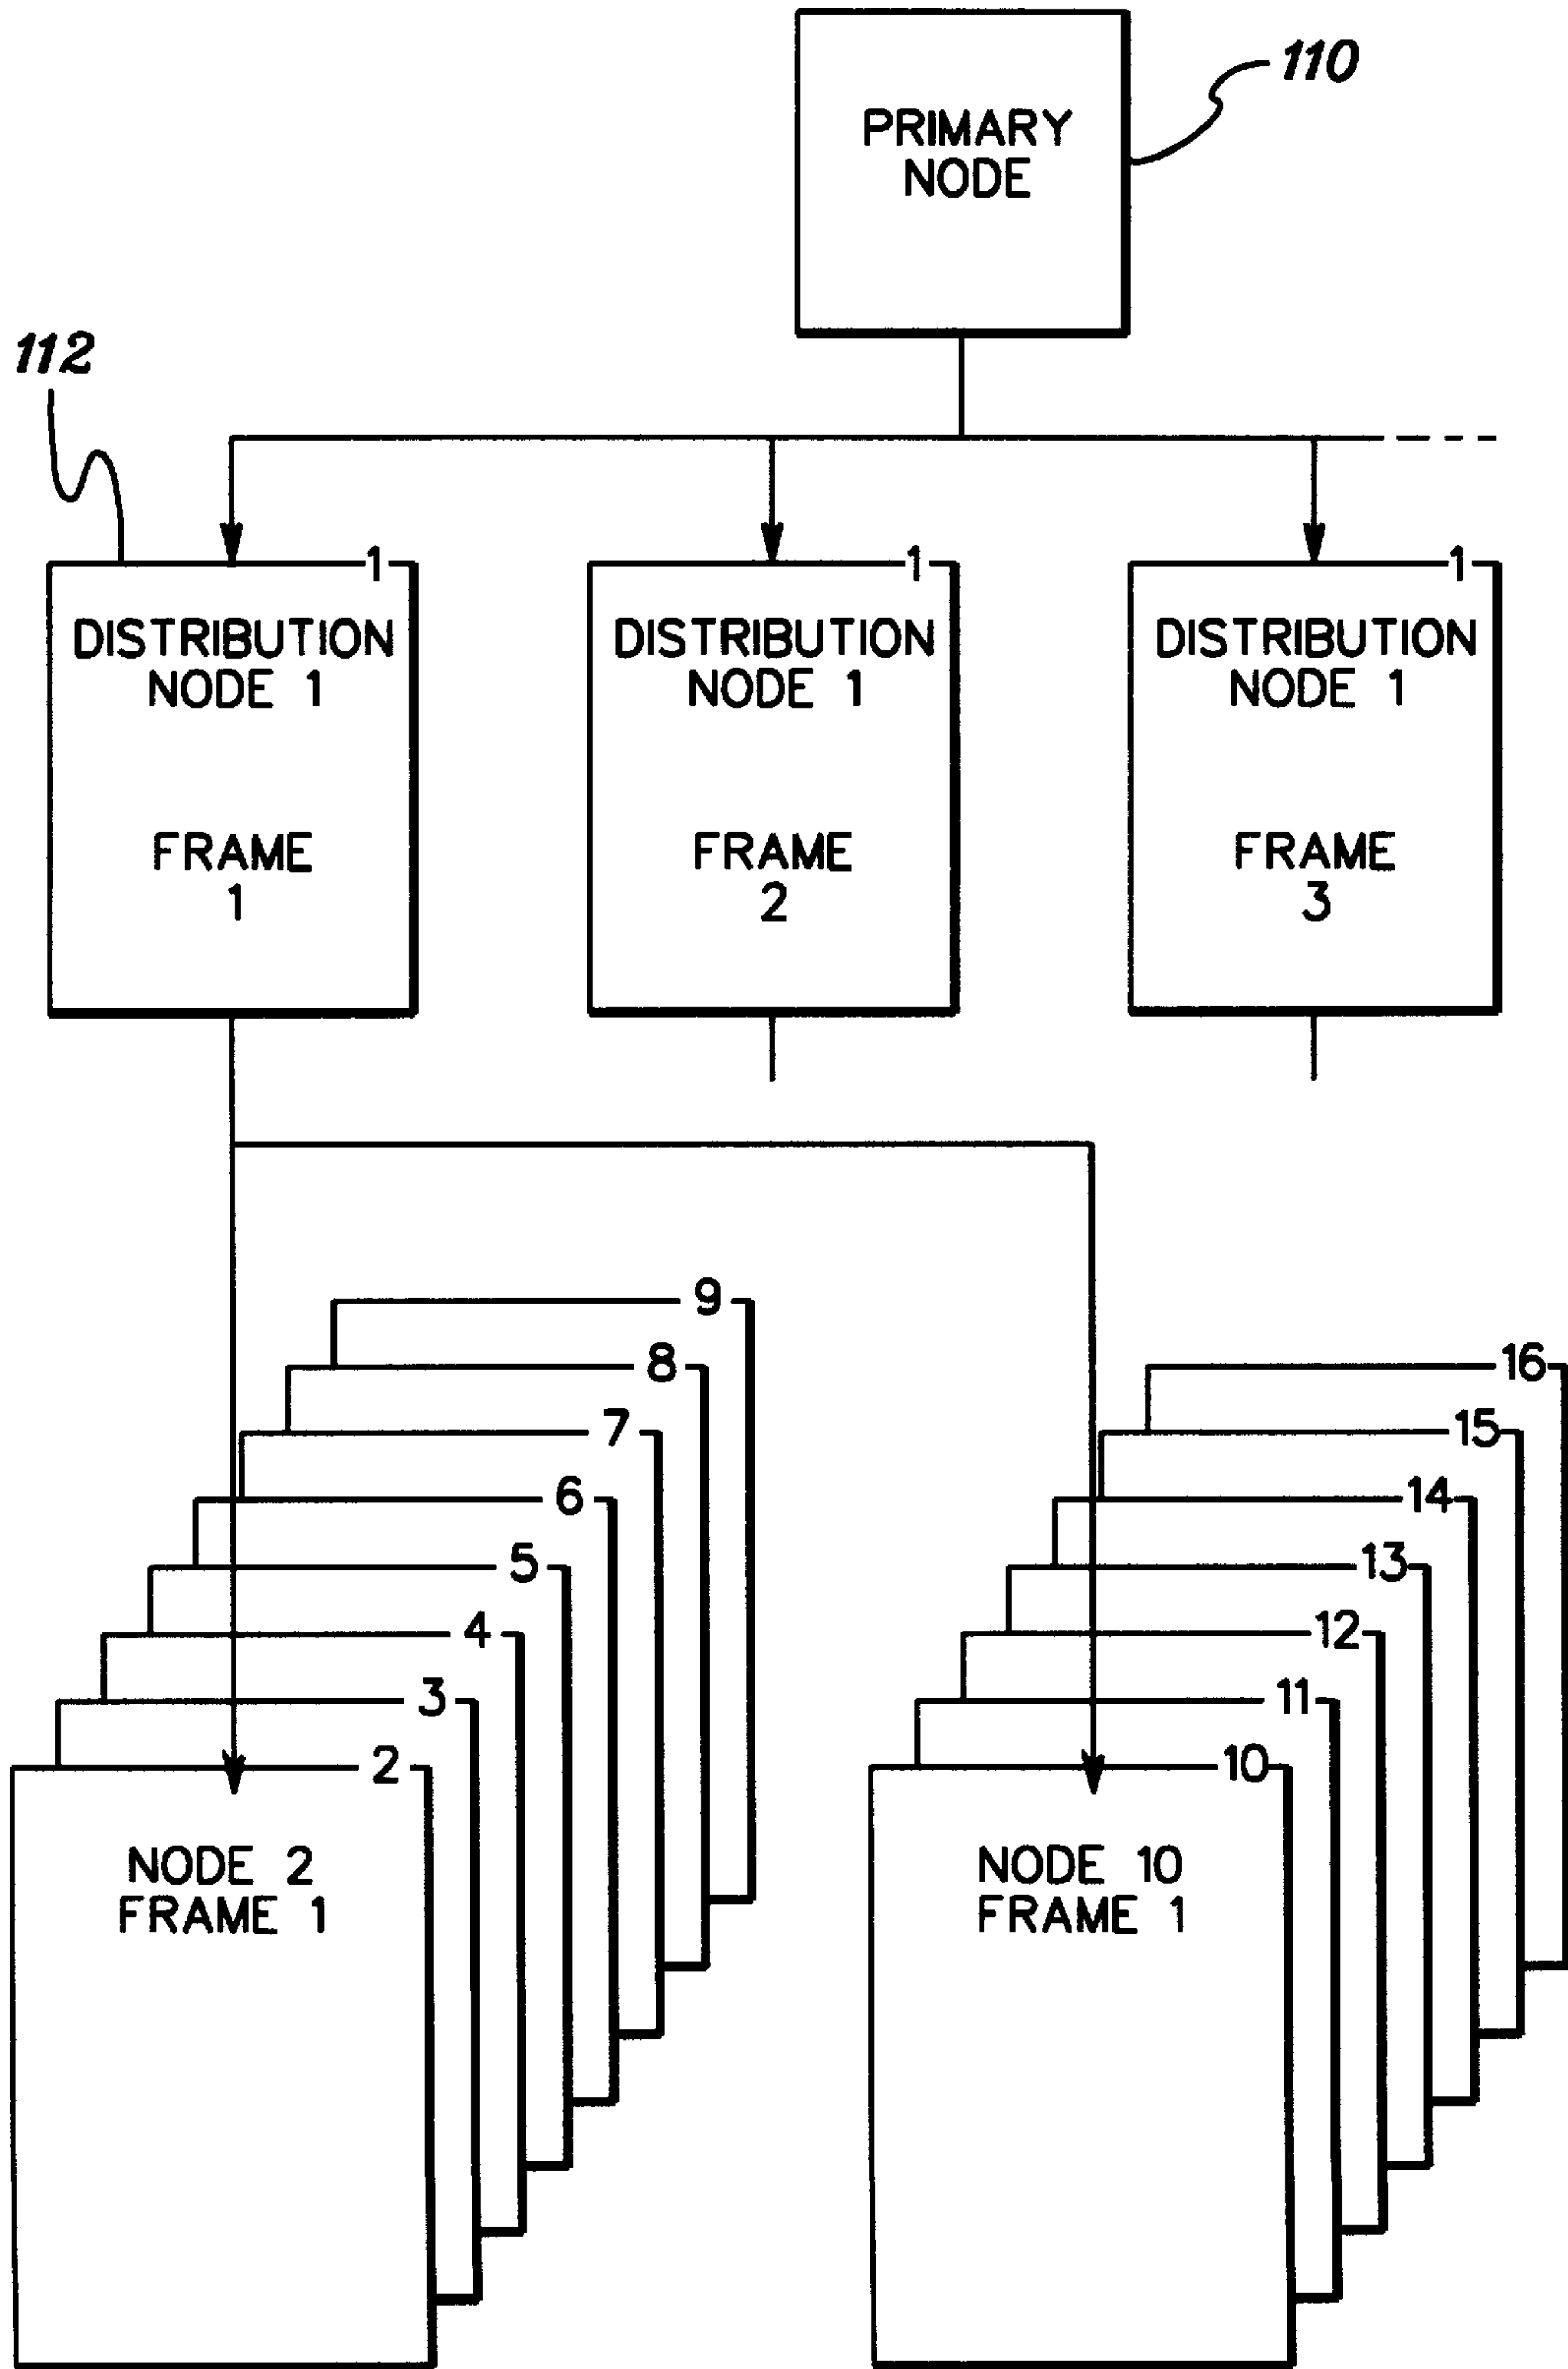 110
PRIMARY
NODE
112
1
1
1
DISTRIBUTION
NODE 1
FRAME
1
DISTRIBUTION
NODE 1
FRAME
2
DISTRIBUTION
NODE 1
FRAME
3
9
8
7
6
5
4
3
2
NODE 2
FRAME 1
16
15
14
13
12
11
10
NODE 10
FRAME 1